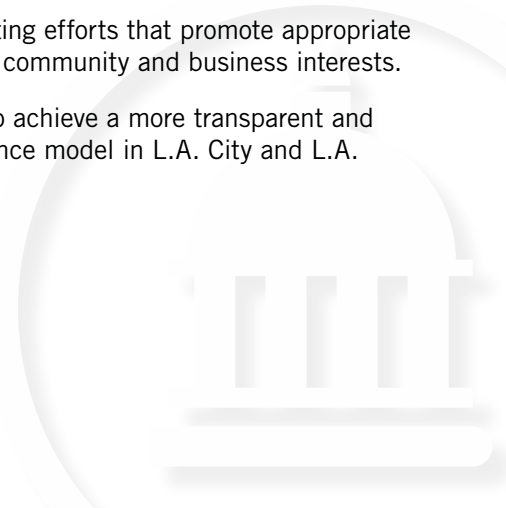 ting efforts that promote appropriate
community and business interests.
o achieve a more transparent and
nce model in L.A. City and L.A.